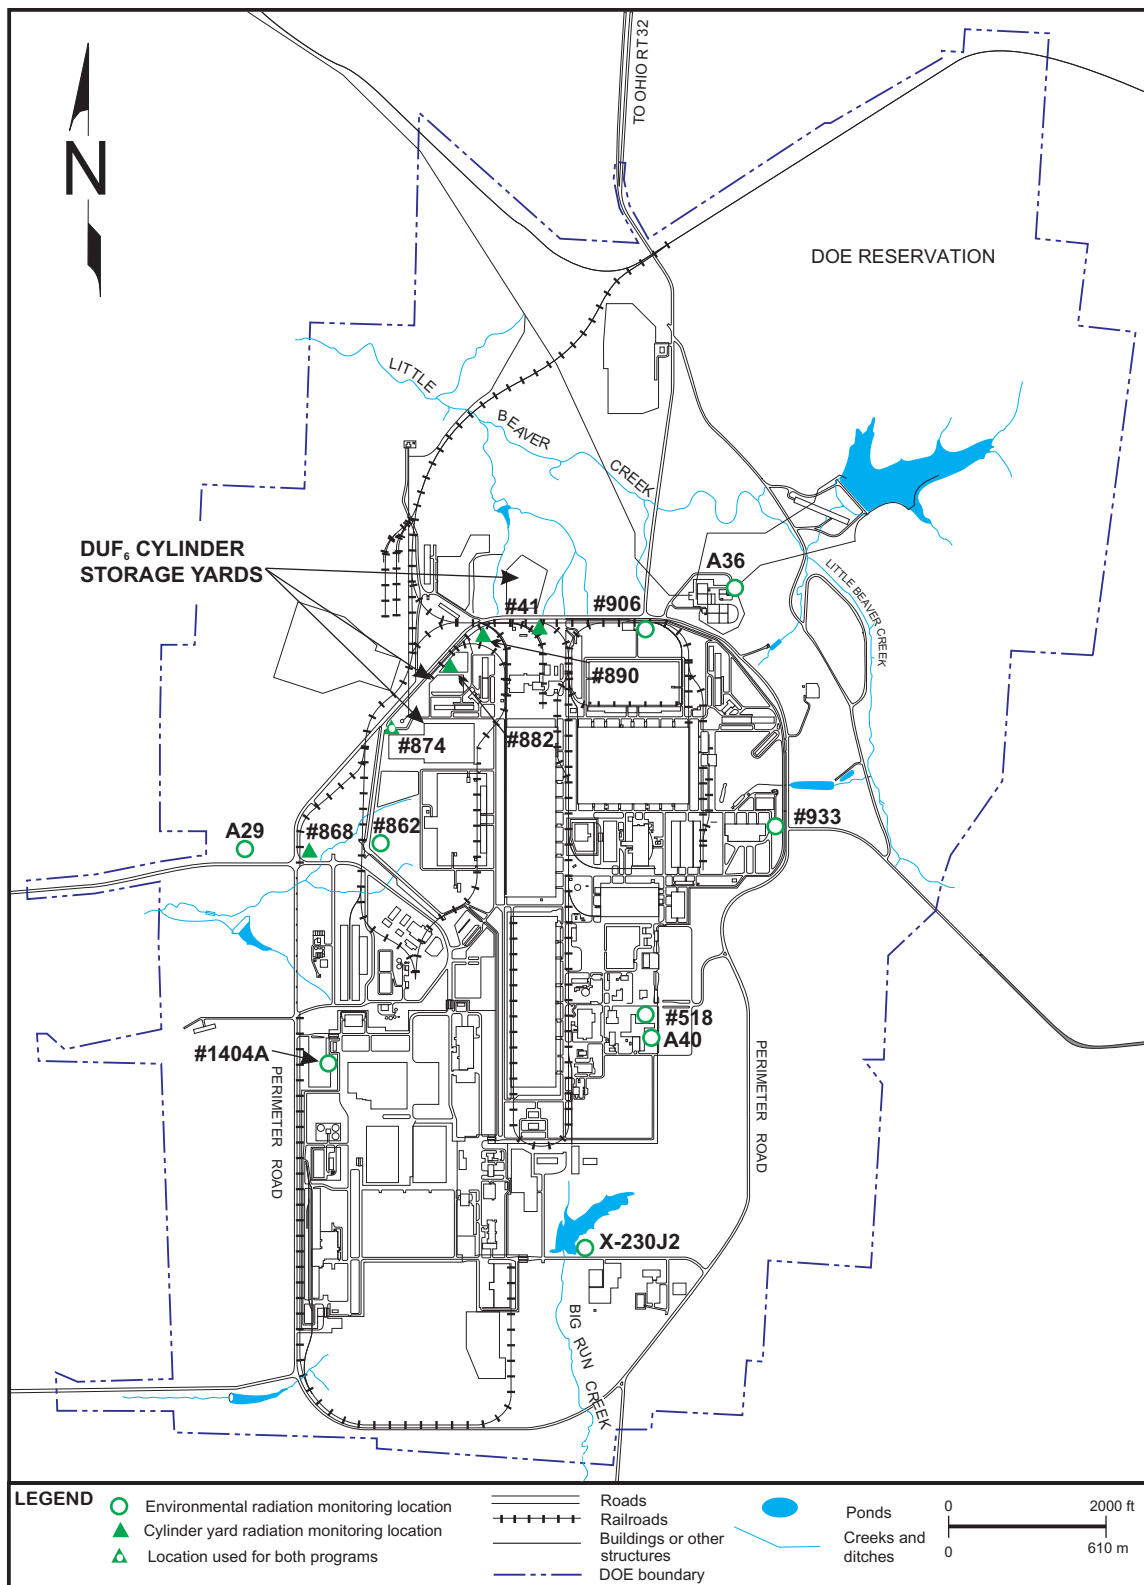 TO OHIO RT32
N
DOE RESERVATION
LITTLE
BEAVER
CREEK
DUF₆ CYLINDER
STORAGE YARDS
A36
LITTLE BEAVER CREEK
#41
#906
#890
#882
#874
#933
A29
#868
#862
#518
A40
#1404A
PERIMETER ROAD
PERIMETER ROAD
X-230J2
BIG RUN CREEK
LEGEND
Environmental radiation monitoring location
Cylinder yard radiation monitoring location
Location used for both programs
Roads
Railroads
Buildings or other
structures
DOE boundary
Ponds
Creeks and
ditches
0 2000 ft
0 610 m